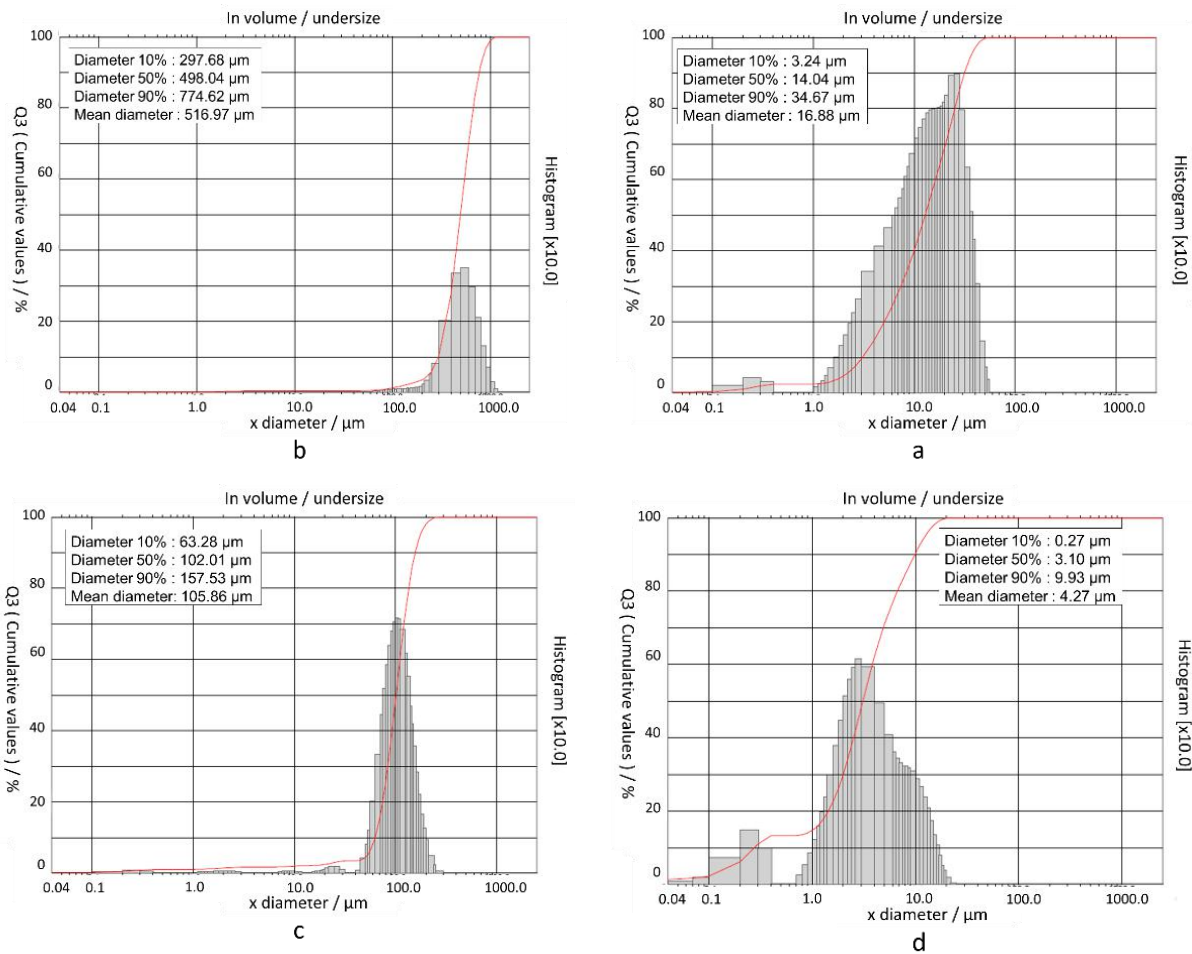 In volume / undersize
100
80
60
40
20
0
Q3 ( Cumulative values ) / %
Diameter 10% : 297.68 µm
Diameter 50% : 498.04 µm
Diameter 90% : 774.62 µm
Mean diameter : 516.97 µm
Histogram [x10.0]
0.04 0.1 1.0 10.0 100.0 1000.0
x diameter / µm
b
In volume / undersize
100
80
60
40
20
0
Q3 ( Cumulative values ) / %
Diameter 10% : 3.24 µm
Diameter 50% : 14.04 µm
Diameter 90% : 34.67 µm
Mean diameter : 16.88 µm
Histogram [x10.0]
0.04 0.1 1.0 10.0 100.0 1000.0
x diameter / µm
a
In volume / undersize
100
80
60
40
20
0
Q3 ( Cumulative values ) / %
Diameter 10% : 63.28 µm
Diameter 50% : 102.01 µm
Diameter 90% : 157.53 µm
Mean diameter: 105.86 µm
Histogram [x10.0]
0.04 0.1 1.0 10.0 100.0 1000.0
x diameter / µm
c
In volume / undersize
100
80
60
40
20
0
Q3 ( Cumulative values ) / %
Diameter 10% : 0.27 µm
Diameter 50% : 3.10 µm
Diameter 90% : 9.93 µm
Mean diameter : 4.27 µm
Histogram [x10.0]
0.04 0.1 1.0 10.0 100.0 1000.0
x diameter / µm
d